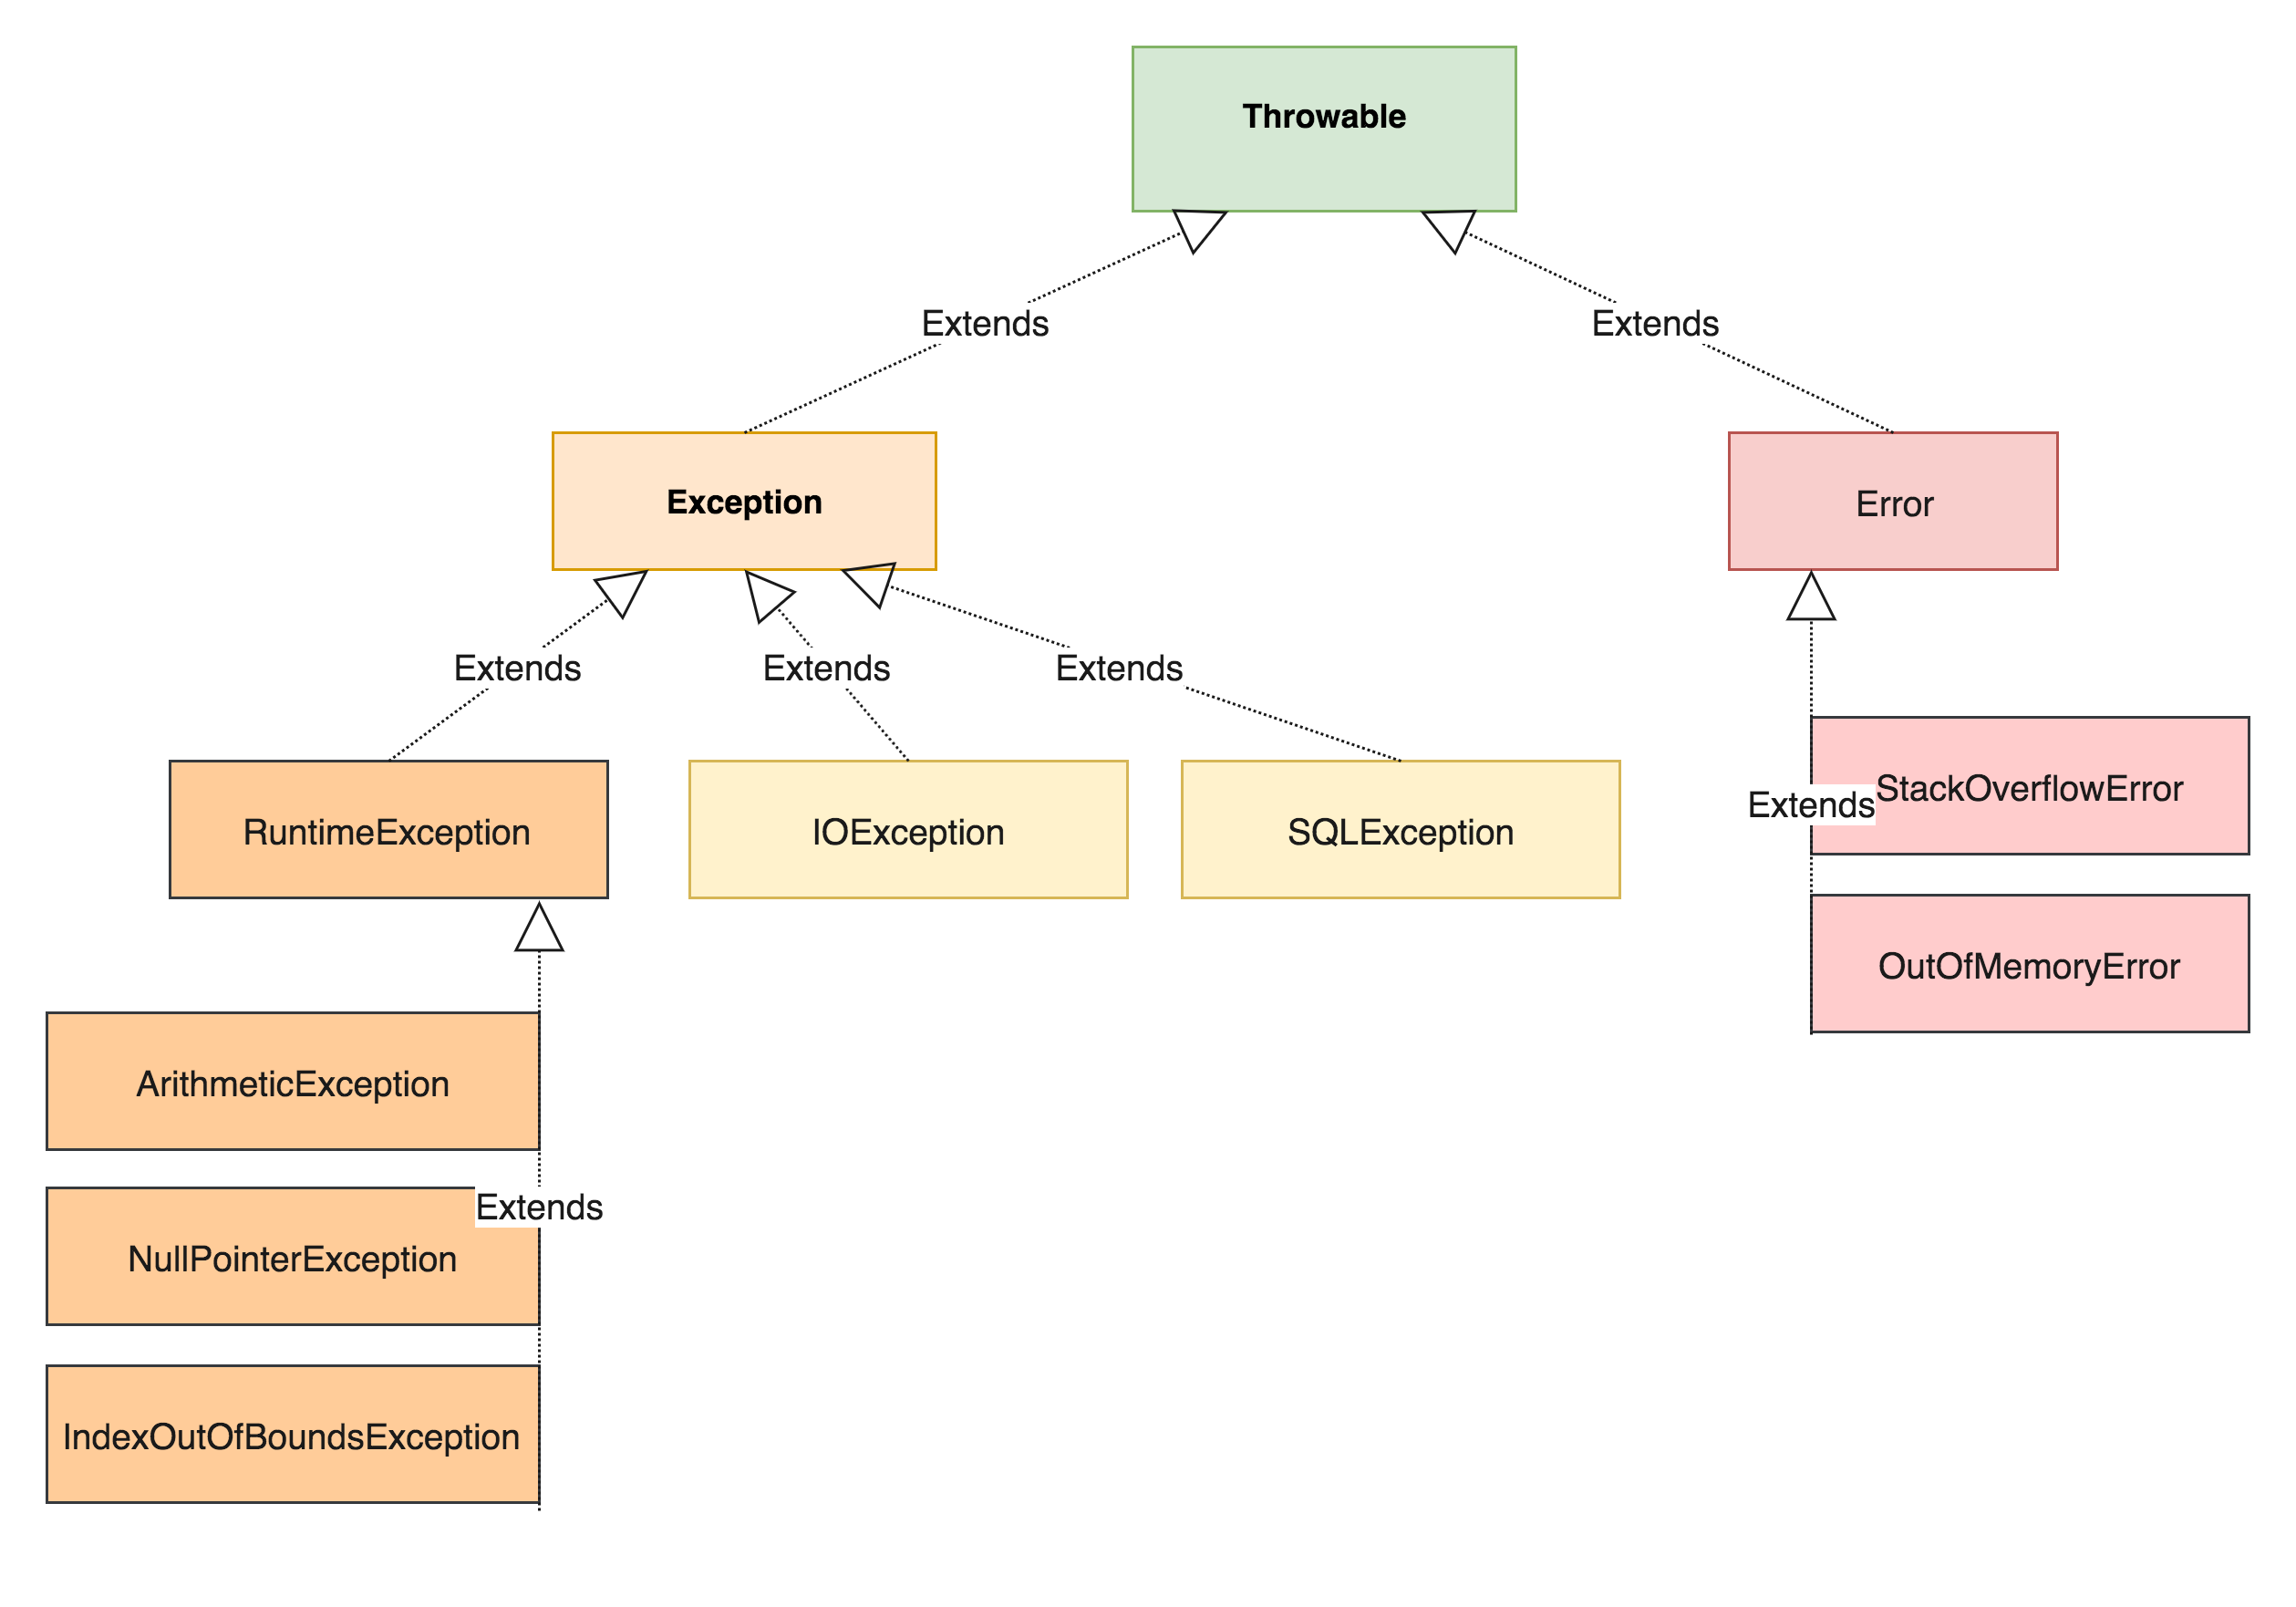 Throwable
Extends
Extends
Exception
Error
Extends
Extends
Extends
RuntimeException
IOException
SQLException
StackOverflowError
Extends
OutOfMemoryError
ArithmeticException
Extends
NullPointerException
IndexOutOfBoundsException